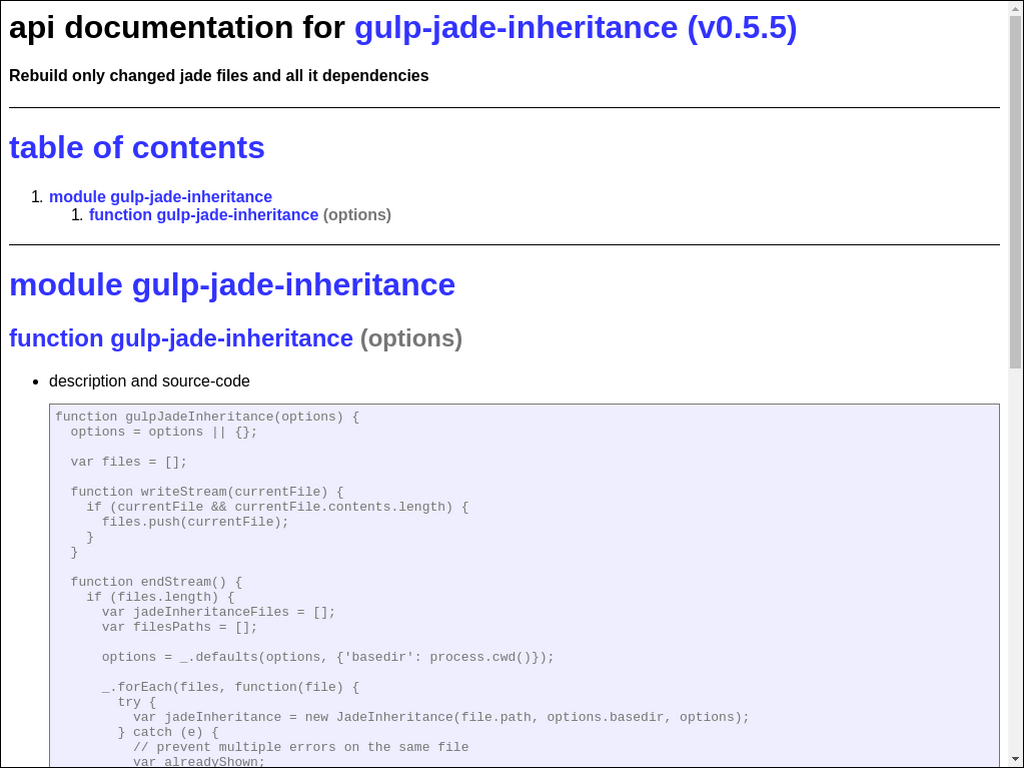 api documentation for gulp-jade-inheritance (v0.5.5)
Rebuild only changed jade files and all it dependencies
table of contents
1. module gulp-jade-inheritance
1. function gulp-jade-inheritance (options)
module gulp-jade-inheritance
function gulp-jade-inheritance (options)
• description and source-code
function gulpJadeInheritance(options) {
  options = options || {};
  var files = [];
  function writeStream(currentFile) {
    if (currentFile && currentFile.contents.length) {
      files.push(currentFile);
    }
  }
  function endStream() {
    if (files.length) {
      var jadeInheritanceFiles = [];
      var filesPaths = [];
      options = _.defaults(options, {'basedir': process.cwd()});
      _.forEach(files, function(file) {
        try {
          var jadeInheritance = new JadeInheritance(file.path, options.basedir, options);
        } catch (e) {
          // prevent multiple errors on the same file
          var alreadyShown;